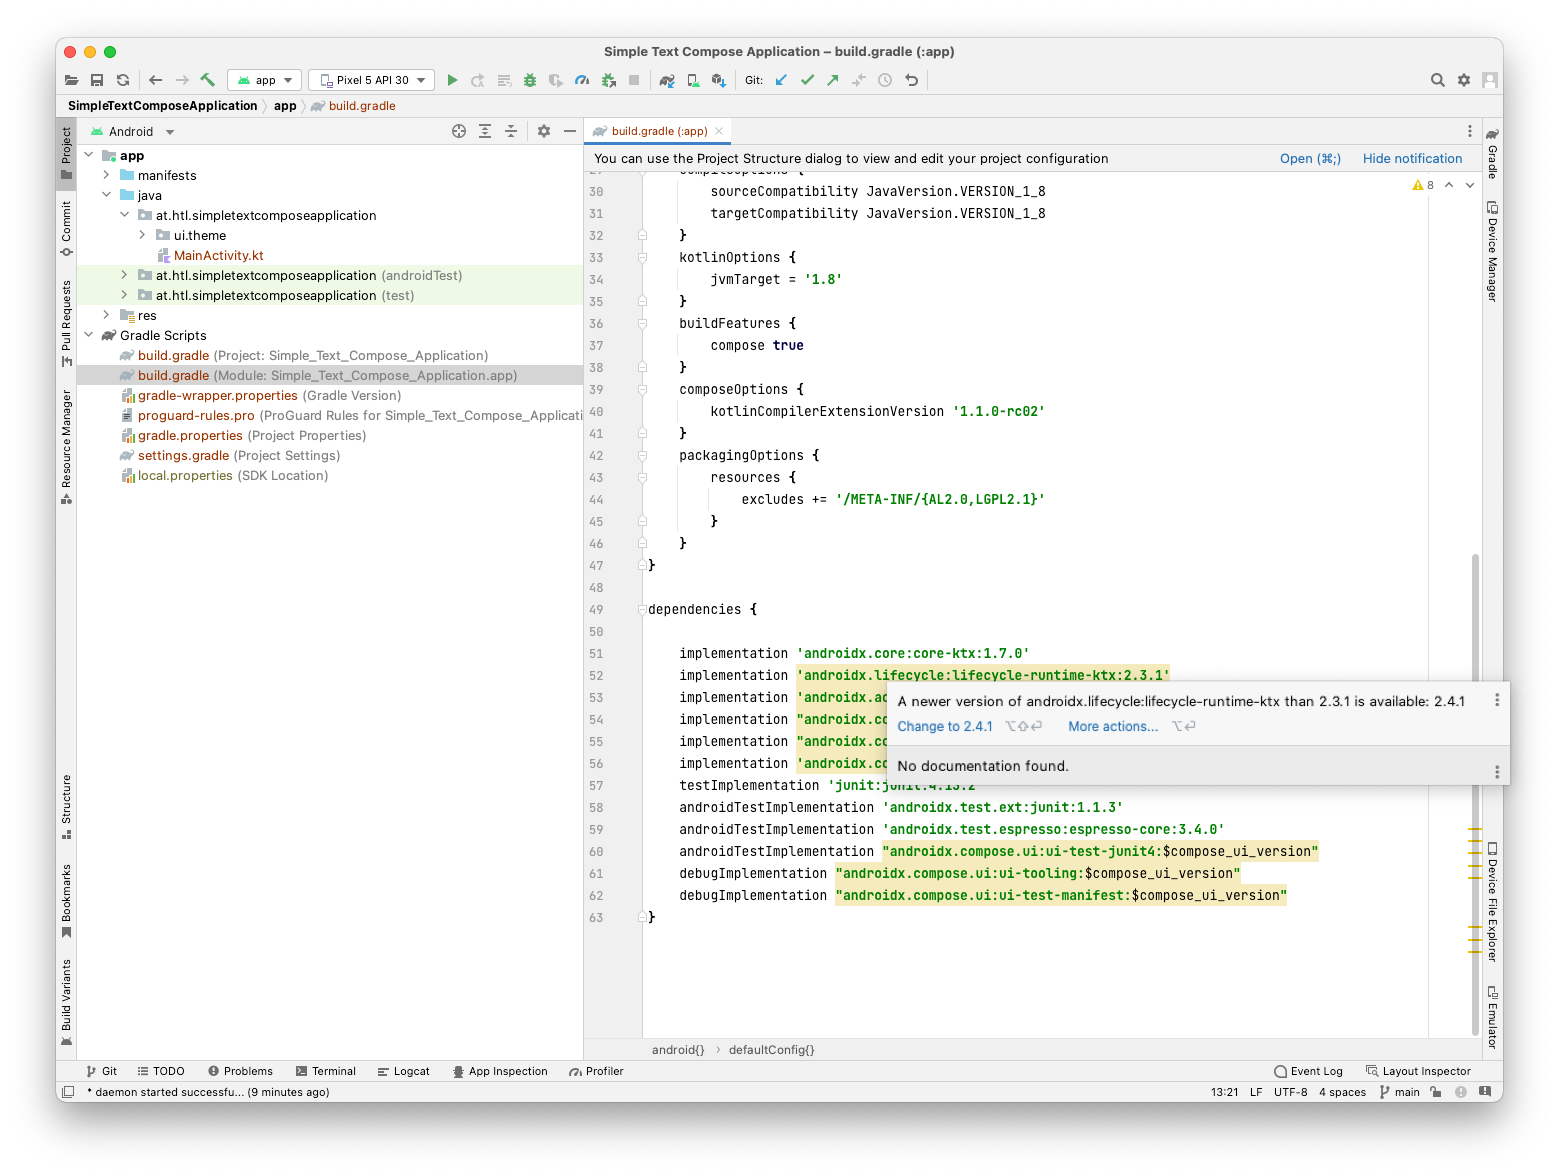 Simple Text Compose Application – build.gradle (:app)
app
Pixel 5 API 30
Git:
SimpleTextComposeApplication
app
build.gradle
Project
Commit
Pull Requests
Resource Manager
Structure
Bookmarks
Build Variants
Android
app
manifests
java
at.htl.simpletextcomposeapplication
ui.theme
MainActivity.kt
at.htl.simpletextcomposeapplication (androidTest)
at.htl.simpletextcomposeapplication (test)
res
Gradle Scripts
build.gradle (Project: Simple_Text_Compose_Application)
build.gradle (Module: Simple_Text_Compose_Application.app)
gradle-wrapper.properties (Gradle Version)
proguard-rules.pro (ProGuard Rules for Simple_Text_Compose_Applicati
gradle.properties (Project Properties)
settings.gradle (Project Settings)
local.properties (SDK Location)
build.gradle (:app)
You can use the Project Structure dialog to view and edit your project configuration
Open (⌘;)
Hide notification
8
29 compileOptions {
30 sourceCompatibility JavaVersion.VERSION_1_8
31 targetCompatibility JavaVersion.VERSION_1_8
32 }
33 kotlinOptions {
34 jvmTarget = '1.8'
35 }
36 buildFeatures {
37 compose true
38 }
39 composeOptions {
40 kotlinCompilerExtensionVersion '1.1.0-rc02'
41 }
42 packagingOptions {
43 resources {
44 excludes += '/META-INF/{AL2.0,LGPL2.1}'
45 }
46 }
47 }
48
49 dependencies {
50
51 implementation 'androidx.core:core-ktx:1.7.0'
52 implementation 'androidx.lifecycle:lifecycle-runtime-ktx:2.3.1'
53 implementation 'androidx.ac
54 implementation "androidx.co
55 implementation "androidx.co
56 implementation 'androidx.co
57 testImplementation 'junit:junit:4.13.2
58 androidTestImplementation 'androidx.test.ext:junit:1.1.3'
59 androidTestImplementation 'androidx.test.espresso:espresso-core:3.4.0'
60 androidTestImplementation "androidx.compose.ui:ui-test-junit4:$compose_ui_version"
61 debugImplementation "androidx.compose.ui:ui-tooling:$compose_ui_version"
62 debugImplementation "androidx.compose.ui:ui-test-manifest:$compose_ui_version"
63 }
A newer version of androidx.lifecycle:lifecycle-runtime-ktx than 2.3.1 is available: 2.4.1
Change to 2.4.1 ⌥⇧⏎ More actions... ⌥⏎
No documentation found.
android{} › defaultConfig{}
Gradle
Device Manager
Device File Explorer
Emulator
Git
TODO
Problems
Terminal
Logcat
App Inspection
Profiler
Event Log
Layout Inspector
* daemon started successfu... (9 minutes ago)
13:21
LF
UTF-8
4 spaces
main